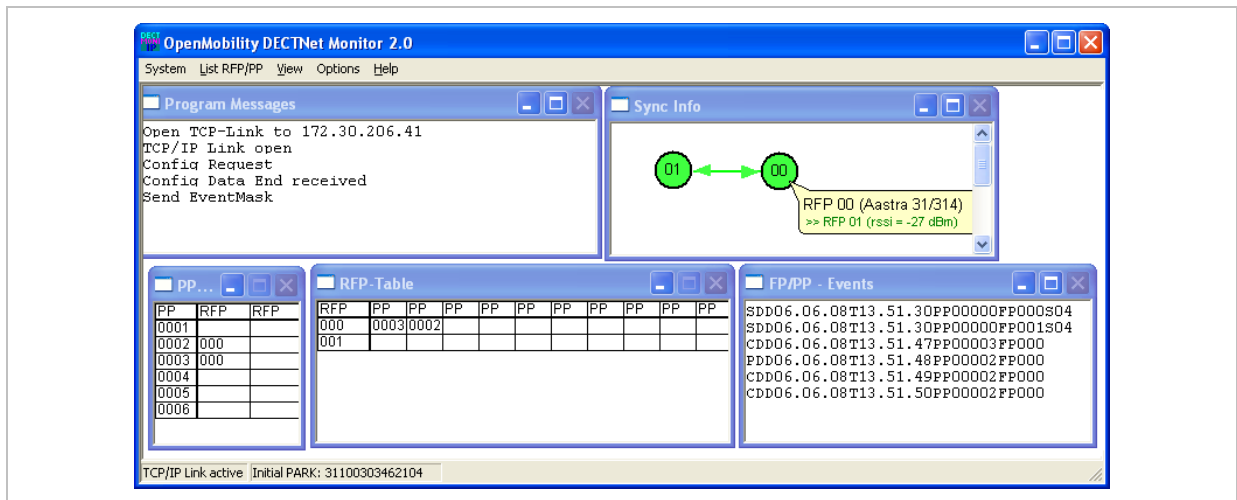 DECT IP OpenMobility DECTNet Monitor 2.0
System List RFP/PP View Options Help
Program Messages
Open TCP-Link to 172.30.206.41
TCP/IP Link open
Config Request
Config Data End received
Send EventMask
Sync Info
01 00
RFP 00 (Aastra 31/314)
>> RFP 01 (rssi = -27 dBm)
PP...
PP RFP RFP
0001
0002 000
0003 000
0004
0005
0006
RFP-Table
RFP PP PP PP PP PP PP PP PP PP PP
000 0003 0002
001
FP/PP - Events
SDD06.06.08T13.51.30PP00000FP000S04
SDD06.06.08T13.51.30PP00000FP001S04
CDD06.06.08T13.51.47PP00003FP000
PDD06.06.08T13.51.48PP00002FP000
CDD06.06.08T13.51.49PP00002FP000
CDD06.06.08T13.51.50PP00002FP000
TCP/IP Link active Initial PARK: 31100303462104